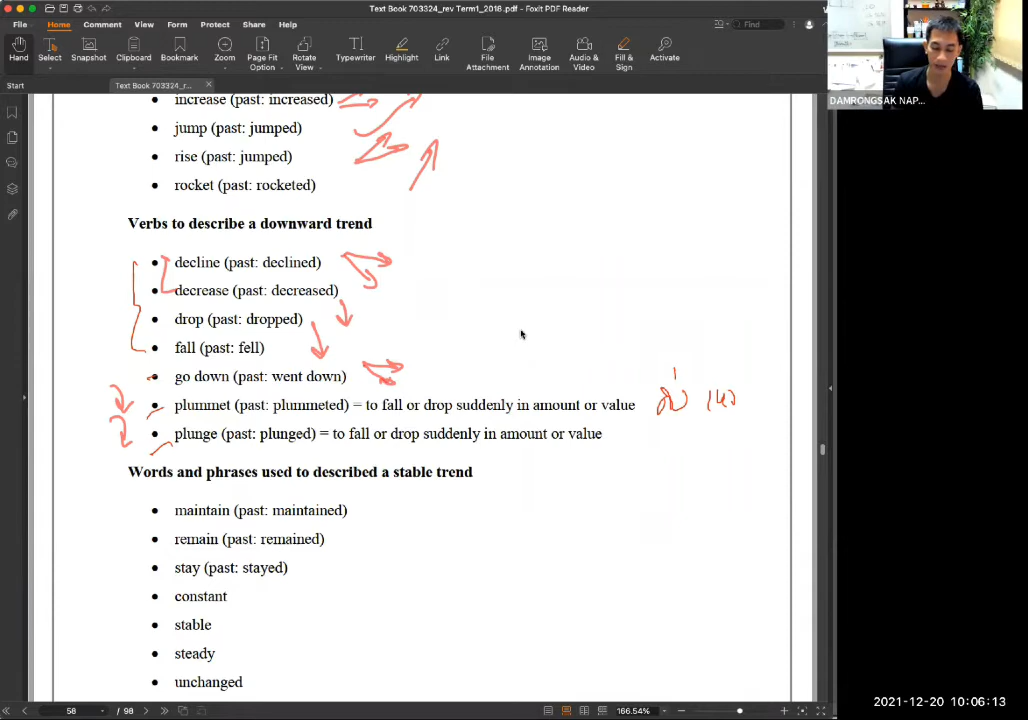 Text Book 703324_rev Term1_2018.pdf - Foxit PDF Reader
File Home Comment View Form Protect Share Help Find
Hand Select Snapshot Clipboard Bookmark Zoom Page Fit Option Rotate View Typewriter Highlight Link File Attachment Image Annotation Audio & Video Fill & Sign Activate
Start Text Book 703324_r...
DAMRONGSAK NAP...
• increase (past: increased)
• jump (past: jumped)
• rise (past: jumped)
• rocket (past: rocketed)
Verbs to describe a downward trend
• decline (past: declined)
• decrease (past: decreased)
• drop (past: dropped)
• fall (past: fell)
• go down (past: went down)
• plummet (past: plummeted) = to fall or drop suddenly in amount or value
• plunge (past: plunged) = to fall or drop suddenly in amount or value
Words and phrases used to described a stable trend
• maintain (past: maintained)
• remain (past: remained)
• stay (past: stayed)
• constant
• stable
• steady
• unchanged
58 / 98 166.54%
2021-12-20 10:06:13